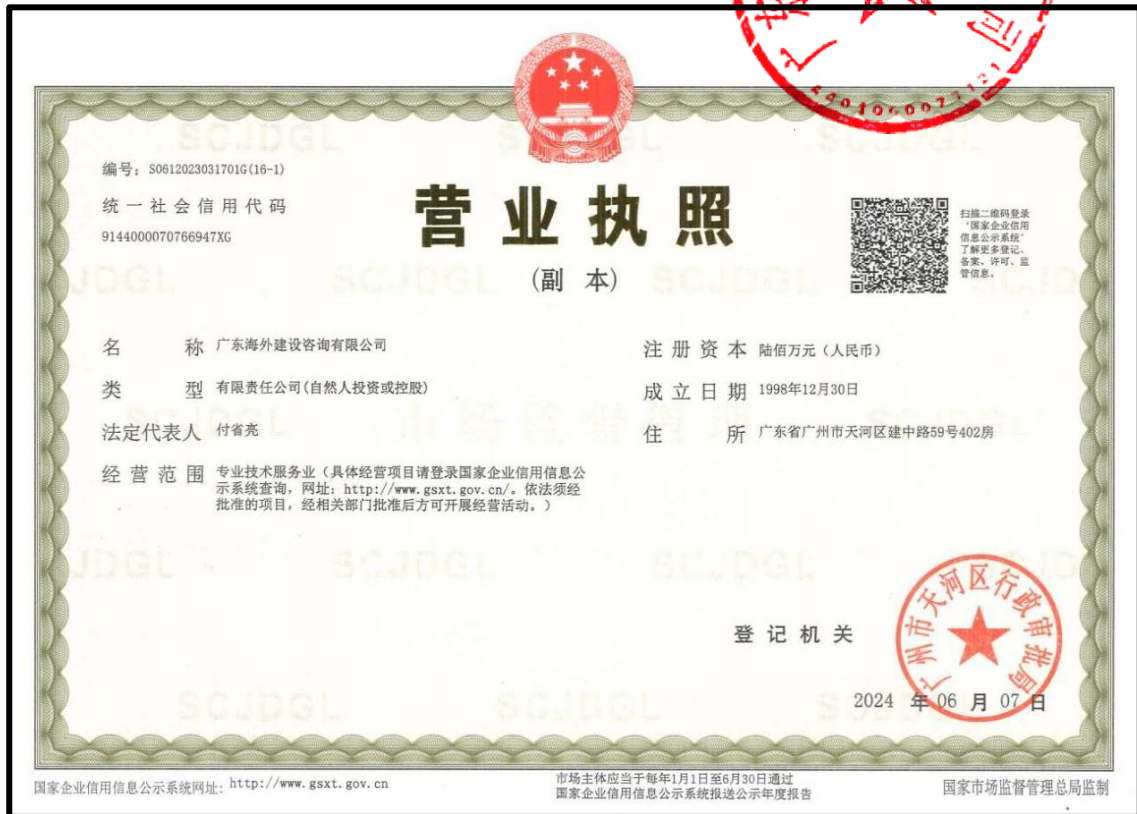 编号：S0612023031701G(16-1)
统一社会信用代码
9144000070766947XG
营业执照
(副 本)
扫描二维码登录
‘国家企业信用
信息公示系统’
了解更多登记、
备案、许可、监
管信息。
名 称 广东海外建设咨询有限公司
类 型 有限责任公司(自然人投资或控股)
法定代表人 付省亮
经营范围 专业技术服务业（具体经营项目请登录国家企业信用信息公
示系统查询，网址：http://www.gsxt.gov.cn/。依法须经
批准的项目，经相关部门批准后方可开展经营活动。）
注册资本 陆佰万元（人民币）
成立日期 1998年12月30日
住 所 广东省广州市天河区建中路59号402房
登记机关
广州市天河区行政审批局
2024 年 06 月 07 日
国家企业信用信息公示系统网址：http://www.gsxt.gov.cn
市场主体应当于每年1月1日至6月30日通过
国家企业信用信息公示系统报送公示年度报告
国家市场监督管理总局监制
SCJDGL
市场监督管理